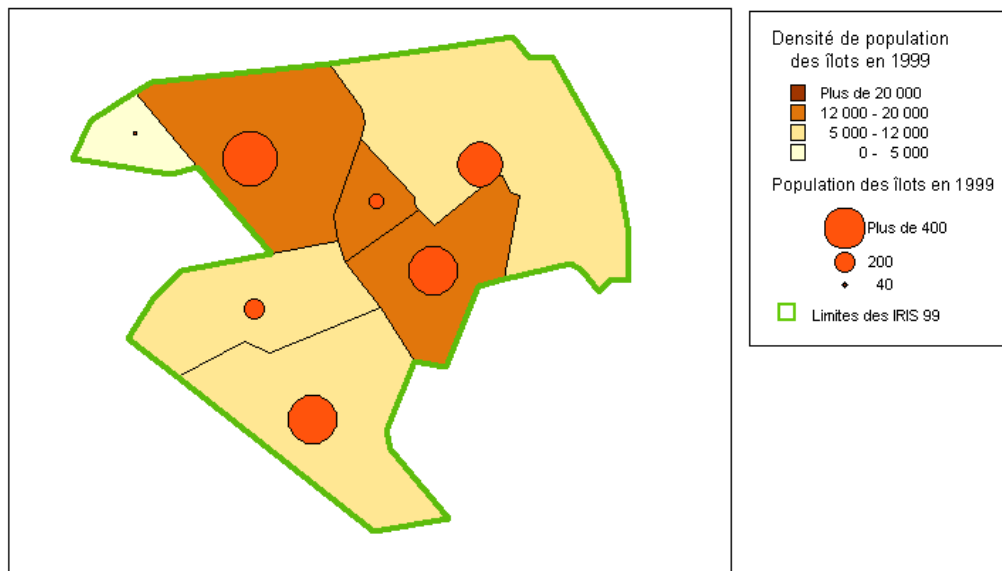 Densité de population
des îlots en 1999
Plus de 20 000
12 000 - 20 000
5 000 - 12 000
0 - 5 000
Population des îlots en 1999
Plus de 400
200
40
Limites des IRIS 99